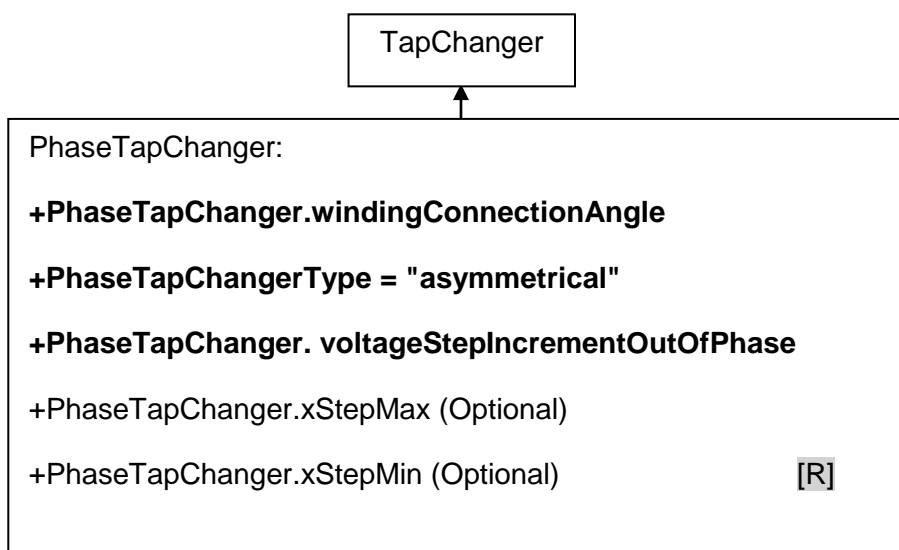 TapChanger
PhaseTapChanger:
+PhaseTapChanger.windingConnectionAngle
+PhaseTapChangerType = "asymmetrical"
+PhaseTapChanger. voltageStepIncrementOutOfPhase
+PhaseTapChanger.xStepMax (Optional)
+PhaseTapChanger.xStepMin (Optional) [R]